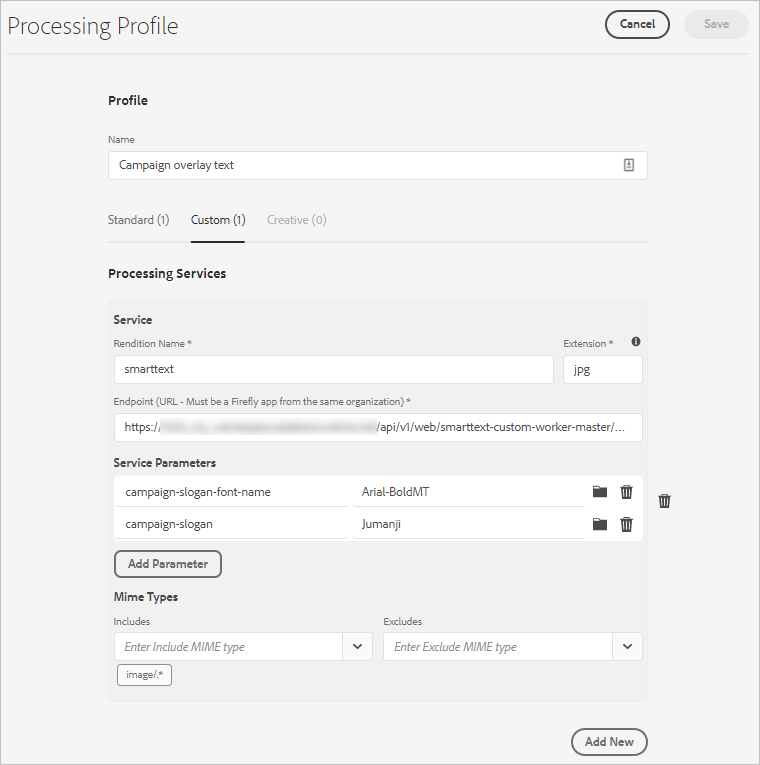 Processing Profile
Cancel
Save
Profile
Name
Campaign overlay text
Standard (1) Custom (1) Creative (0)
Processing Services
Service
Rendition Name * Extension *
smarttext jpg
Endpoint (URL - Must be a Firefly app from the same organization) *
https:// /api/v1/web/smarttext-custom-worker-master/...
Service Parameters
campaign-slogan-font-name Arial-BoldMT
campaign-slogan Jumanji
Add Parameter
Mime Types
Includes Excludes
Enter Include MIME type Enter Exclude MIME type
image/.*
Add New